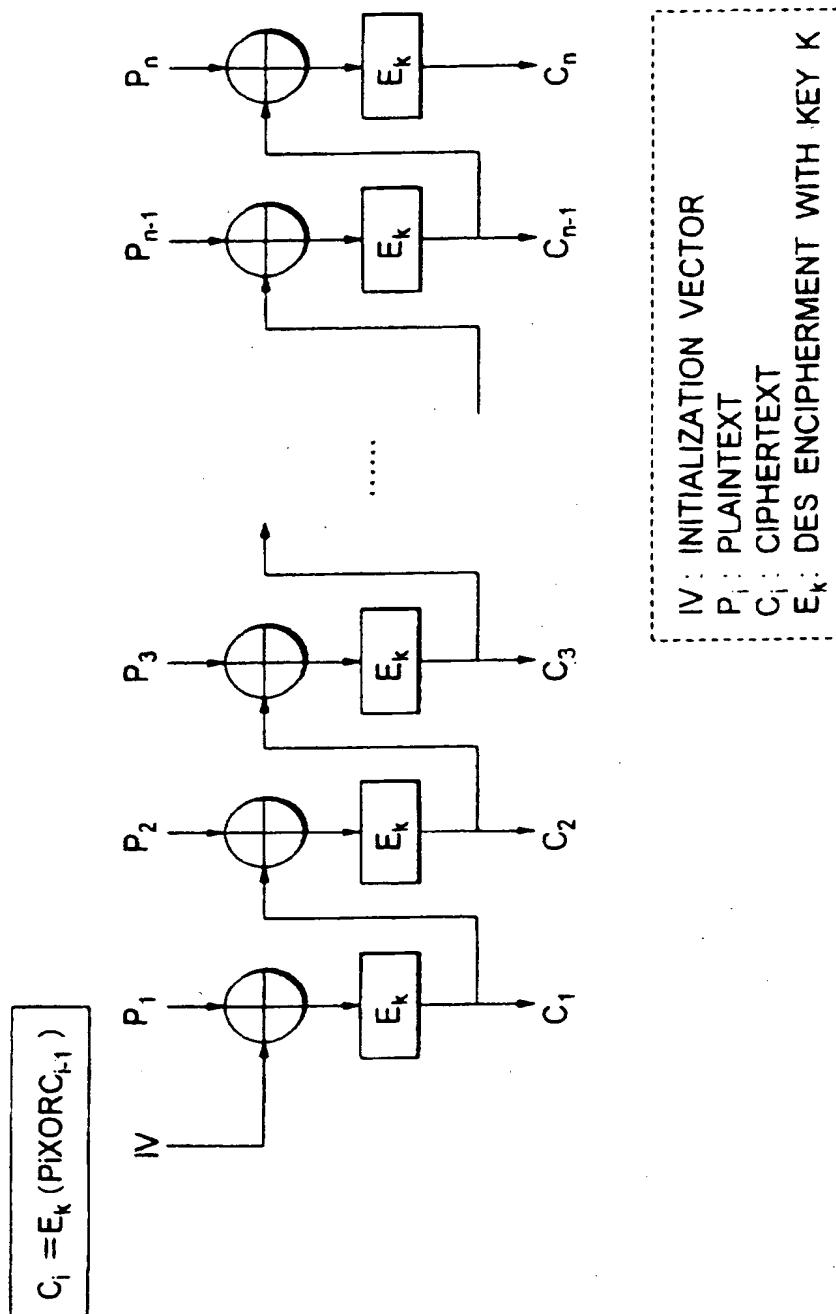 Cᵢ = Eₖ (PiXORCᵢ₋₁)
IV
P₁ P₂ P₃ Pₙ₋₁ Pₙ
......
Eₖ Eₖ Eₖ Eₖ Eₖ
C₁ C₂ C₃ Cₙ₋₁ Cₙ
IV : INITIALIZATION VECTOR
Pᵢ : PLAINTEXT
Cᵢ : CIPHERTEXT
Eₖ : DES ENCIPHERMENT WITH KEY K